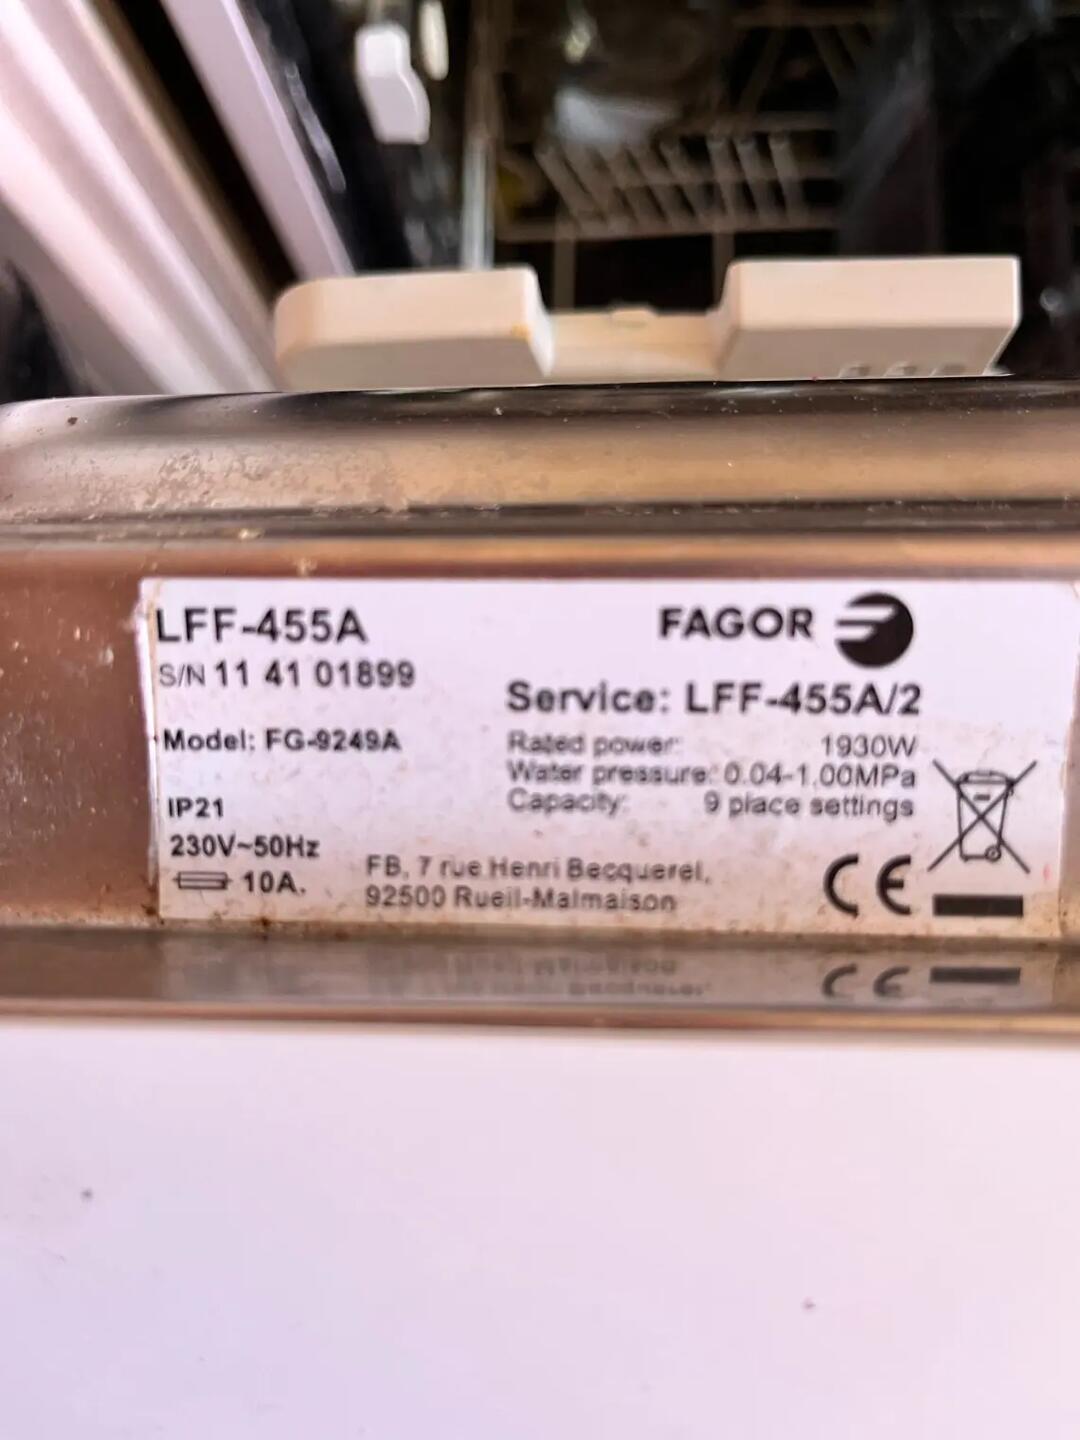 LFF-455A
S/N 11 41 01899
Model: FG-9249A
IP21
230V~50Hz
10A.
FAGOR
Service: LFF-455A/2
Rated power: 1930W
Water pressure: 0.04-1.00MPa
Capacity: 9 place settings
FB, 7 rue Henri Becquerel,
92500 Rueil-Malmaison
CE